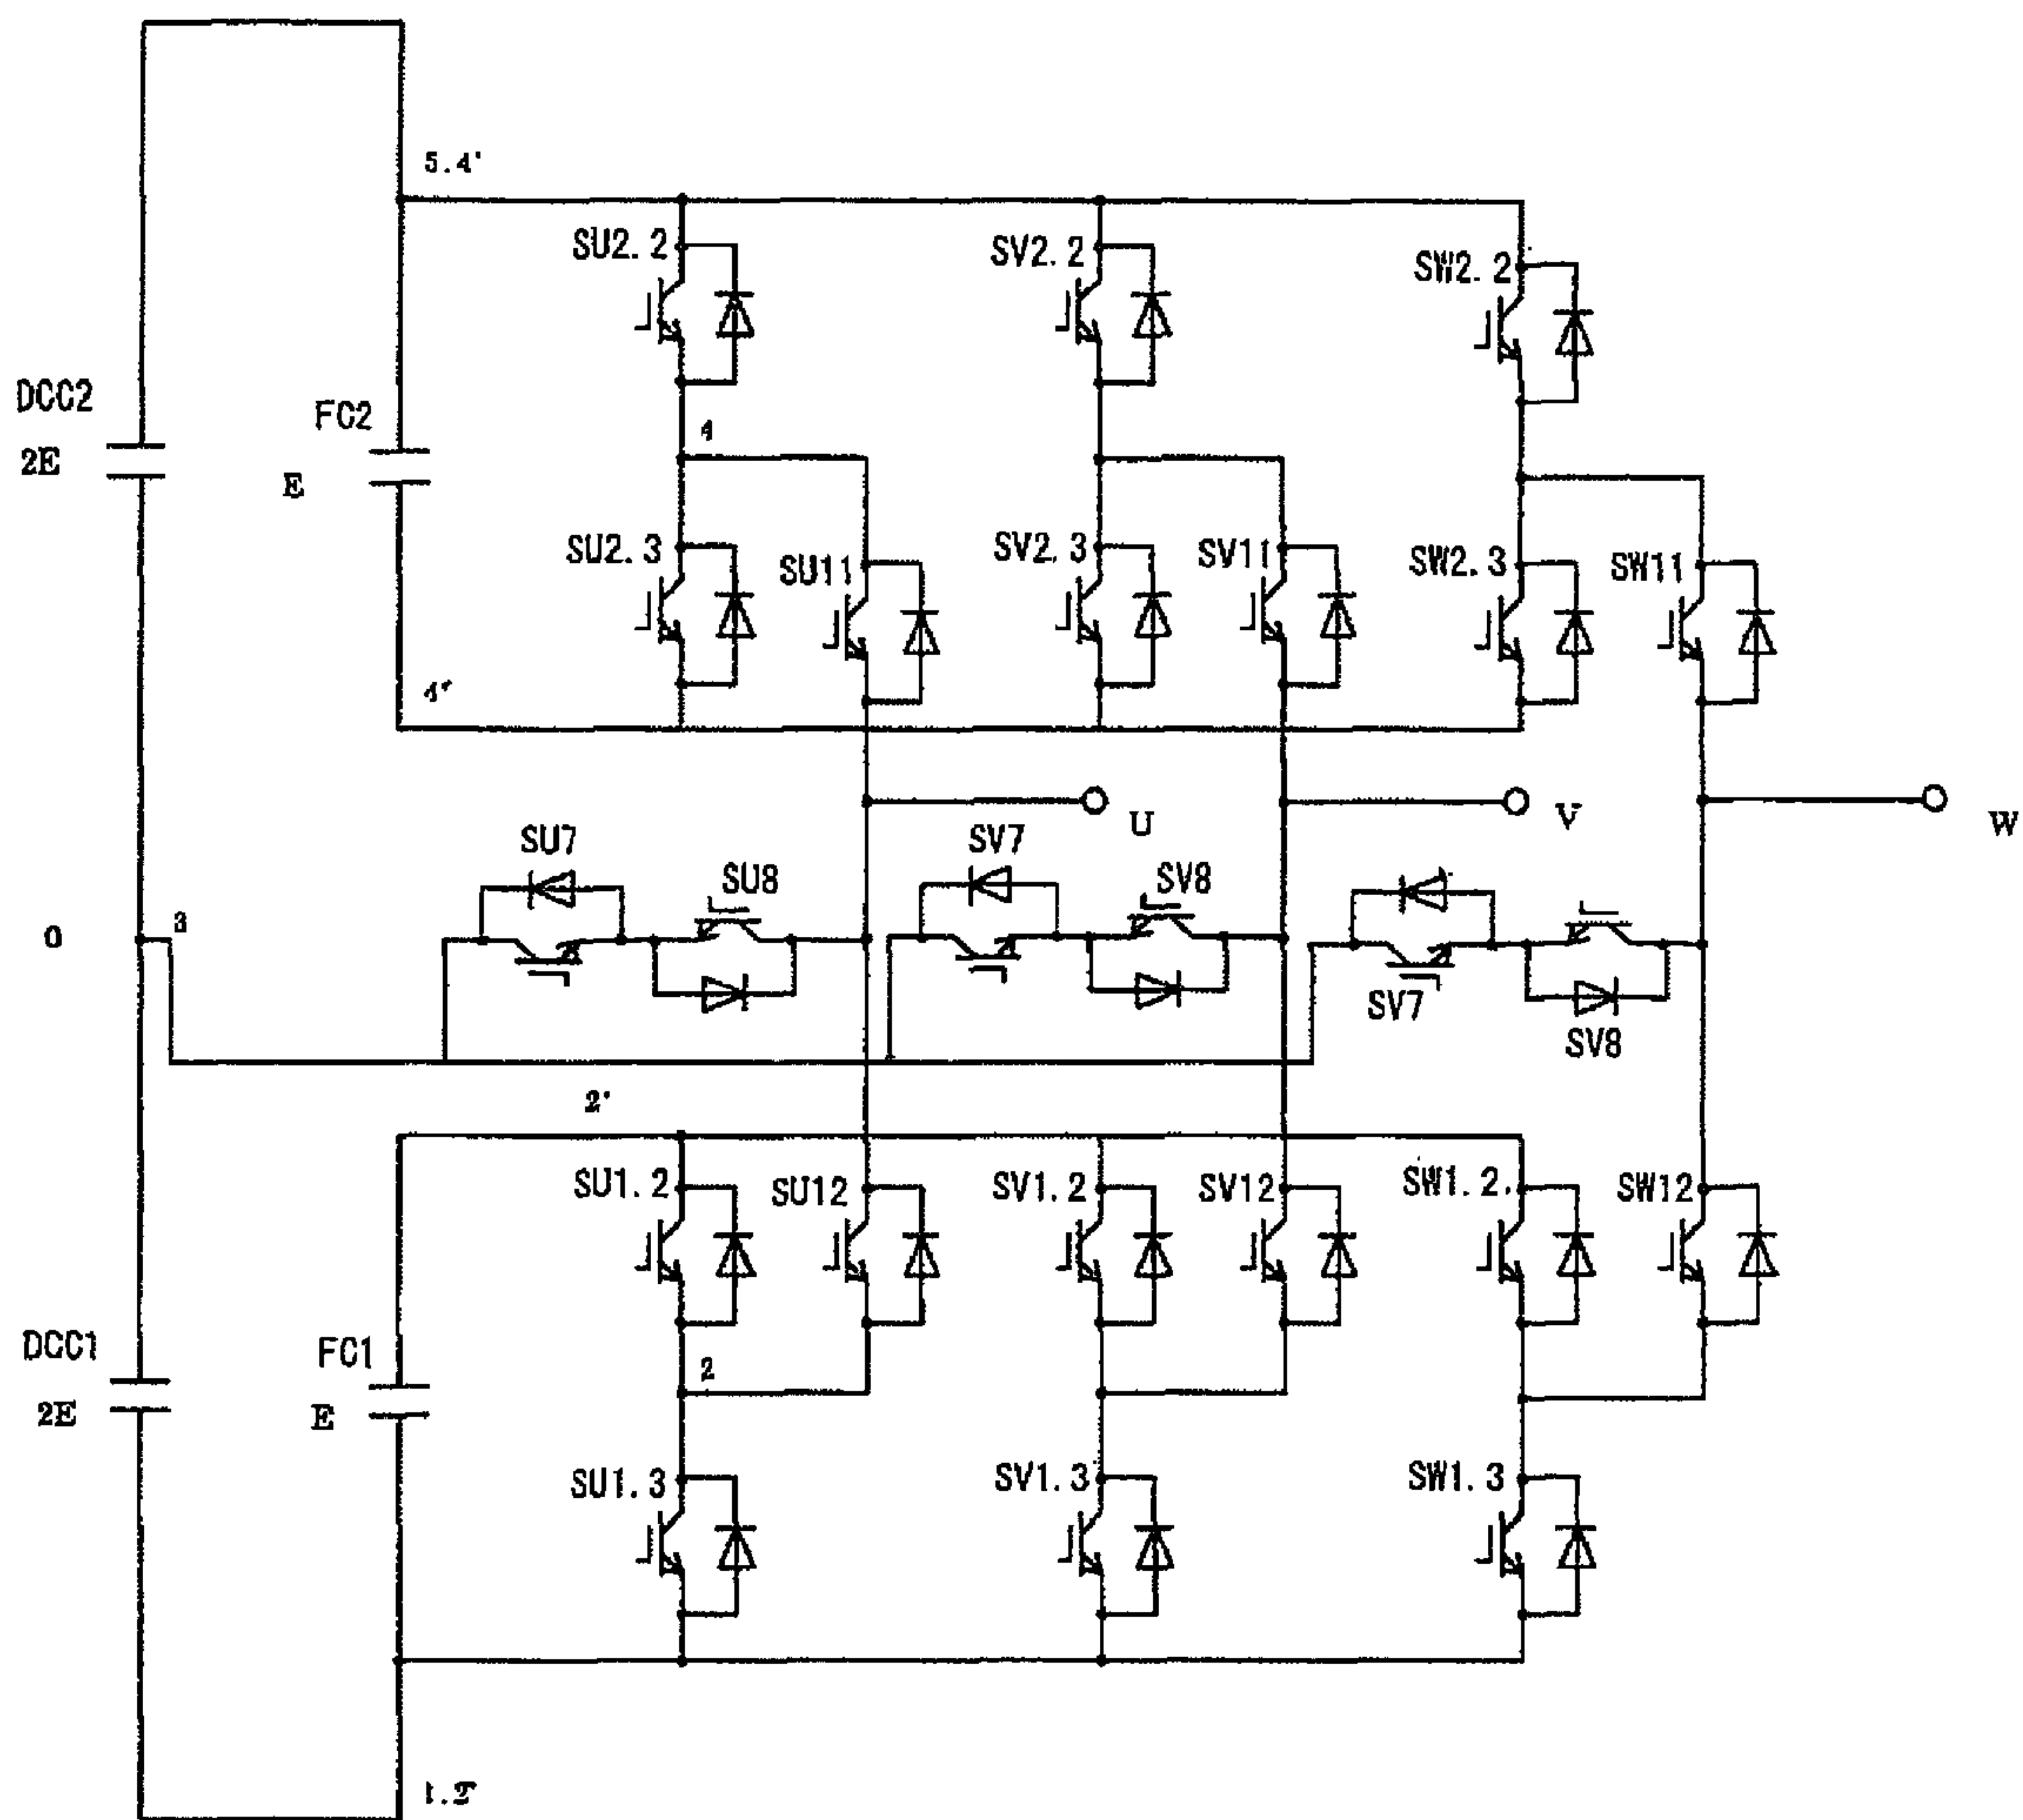 5.4'
SU2.2
SV2.2
SW2.2
DCC2
2E
FC2
E
4
SU2.3
SU11
SV2.3
SV11
SW2.3
SW11
4'
U
V
W
SU7
SU8
SV7
SV8
0
3
SV7
SV8
2'
SU1.2
SU12
SV1.2
SV12
SW1.2
SW12
DCC1
2E
FC1
E
2
SU1.3
SV1.3
SW1.3